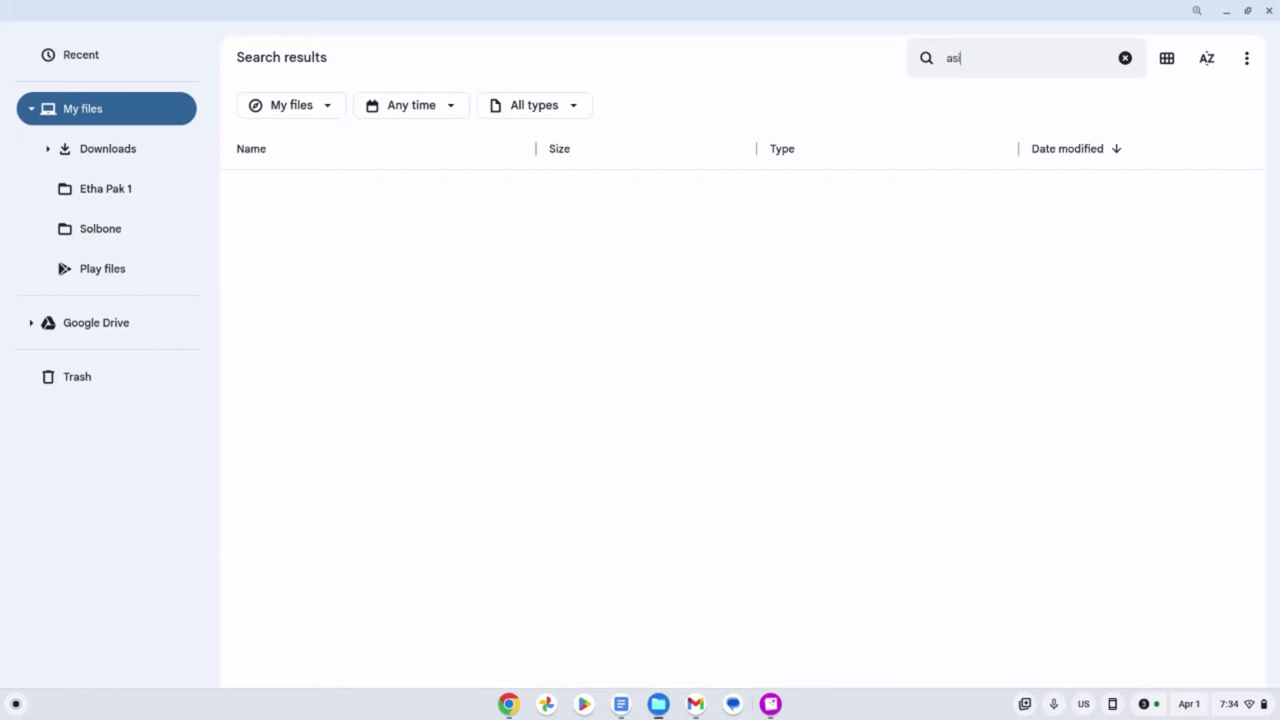 Recent
Search results
asi
My files
My files
Any time
All types
Downloads
Name
Size
Type
Date modified
Etha Pak 1
Solbone
Play files
Google Drive
Trash
US
3
Apr 1
7:34